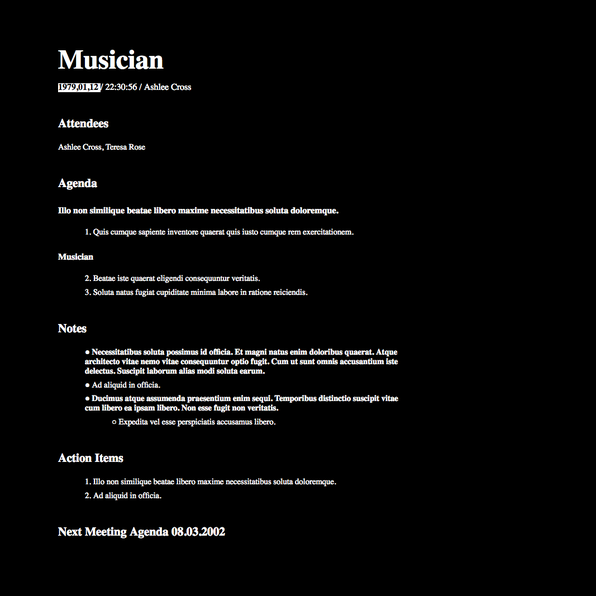 Musician
1979,01,12 / 22:30:56 / Ashlee Cross
Attendees
Ashlee Cross, Teresa Rose
Agenda
Illo non similique beatae libero maxime necessitatibus soluta doloremque.
1. Quis cumque sapiente inventore quaerat quis iusto cumque rem exercitationem.
Musician
2. Beatae iste quaerat eligendi consequuntur veritatis.
3. Soluta natus fugiat cupiditate minima labore in ratione reiciendis.
Notes
● Necessitatibus soluta possimus id officia. Et magni natus enim doloribus quaerat. Atque
architecto vitae nemo vitae consequuntur optio fugit. Cum ut sunt omnis accusantium iste
delectus. Suscipit laborum alias modi soluta earum.
● Ad aliquid in officia.
● Ducimus atque assumenda praesentium enim sequi. Temporibus distinctio suscipit vitae
cum libero ea ipsam libero. Non esse fugit non veritatis.
○ Expedita vel esse perspiciatis accusamus libero.
Action Items
1. Illo non similique beatae libero maxime necessitatibus soluta doloremque.
2. Ad aliquid in officia.
Next Meeting Agenda 08.03.2002